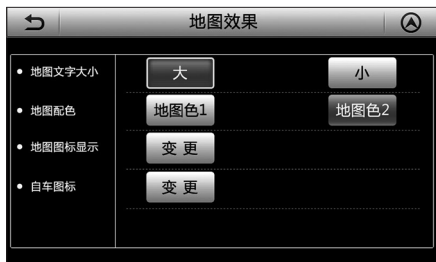 地图效果
地图文字大小 大 小
地图配色 地图色1 地图色2
地图图标显示 变更
自车图标 变更